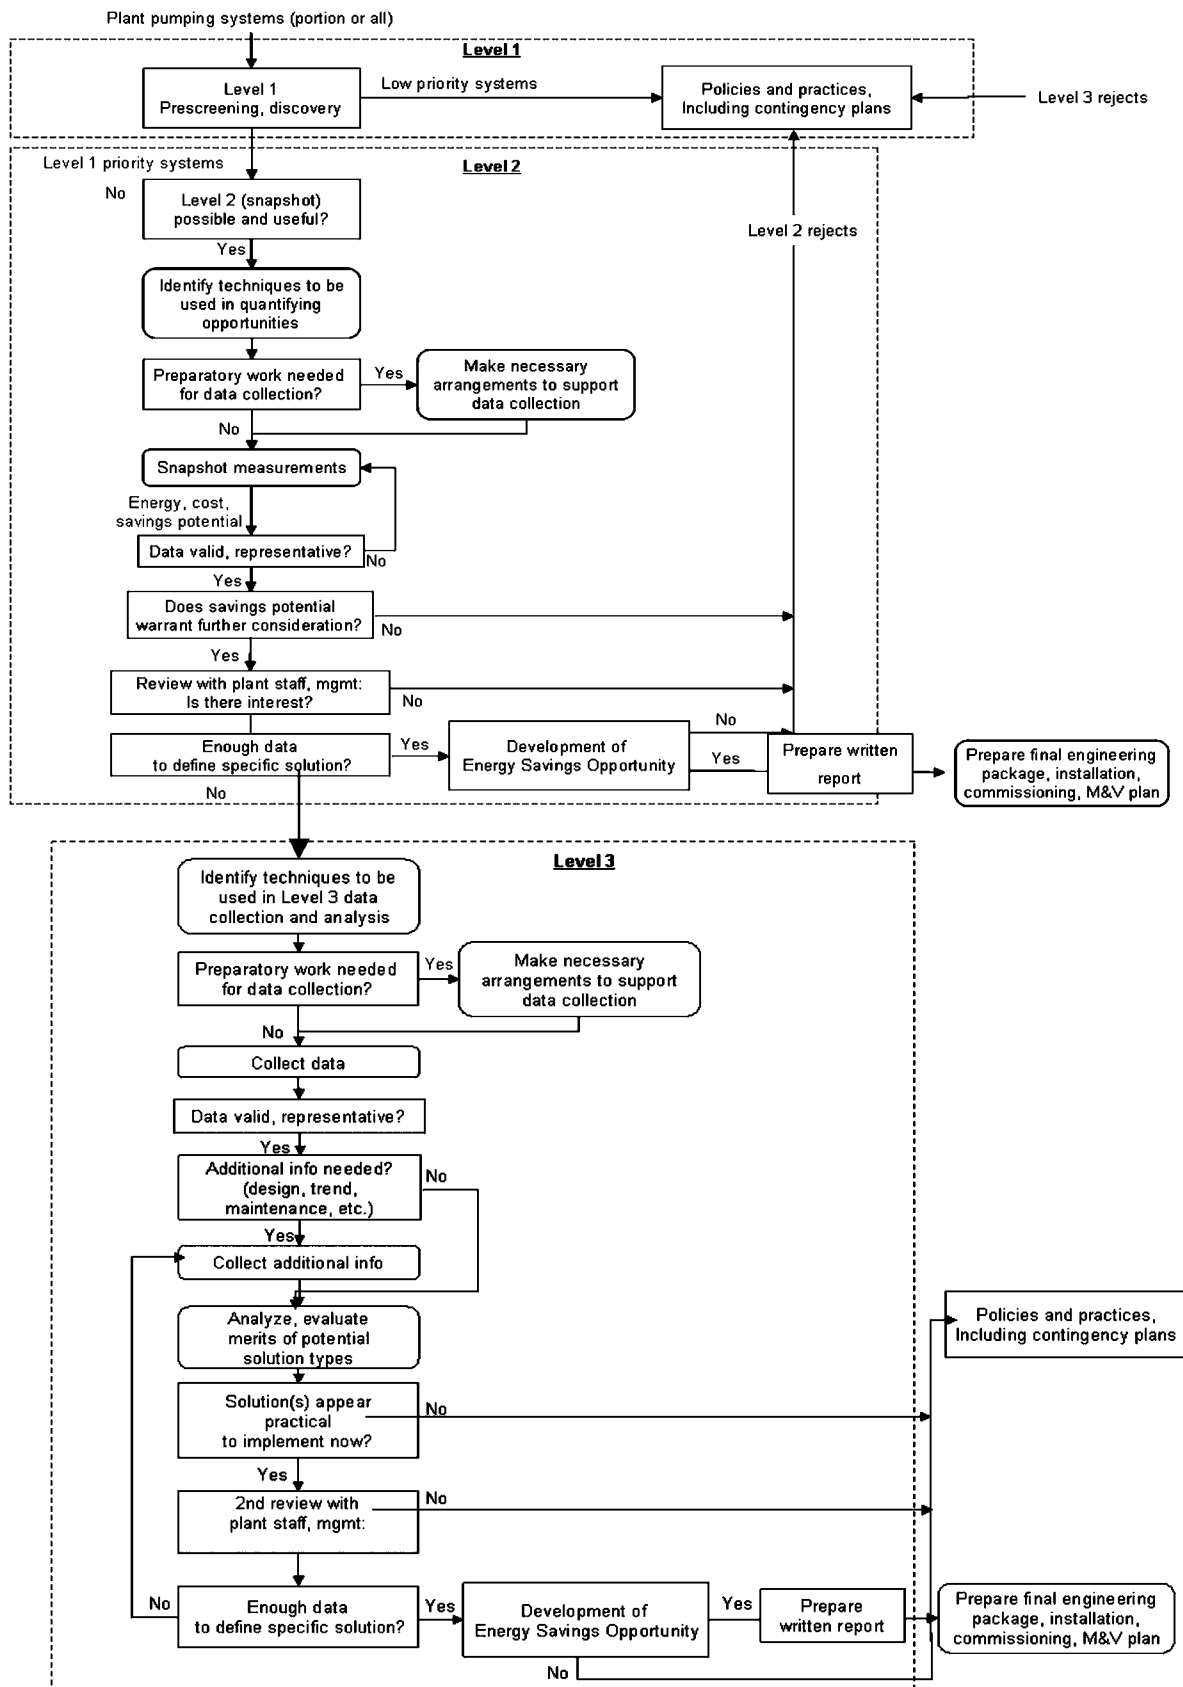 Plant pumping systems (portion or all)
Level 1
Level 1
Prescreening, discovery
Low priority systems
Policies and practices,
Including contingency plans
Level 3 rejects
Level 1 priority systems
Level 2
No
Level 2 (snapshot)
possible and useful?
Level 2 rejects
Yes
Identify techniques to be
used in quantifying
opportunities
Preparatory work needed
for data collection?
Yes
Make necessary
arrangements to support
data collection
No
Snapshot measurements
Energy, cost,
savings potential
Data valid, representative?
No
Yes
Does savings potential
warrant further consideration?
No
Yes
Review with plant staff, mgmt:
Is there interest?
No
Enough data
to define specific solution?
Yes
Development of
Energy Savings Opportunity
No
Yes
Prepare written
report
Prepare final engineering
package, installation,
commissioning, M&V plan
No
Level 3
Identify techniques to be
used in Level 3 data
collection and analysis
Preparatory work needed
for data collection?
Yes
Make necessary
arrangements to support
data collection
No
Collect data
Data valid, representative?
Yes
Additional info needed?
(design, trend,
maintenance, etc.)
No
Yes
Collect additional info
Analyze, evaluate
merits of potential
solution types
Policies and practices,
Including contingency plans
Solution(s) appear
practical
to implement now?
No
Yes
2nd review with
plant staff, mgmt:
No
No
Enough data
to define specific solution?
Yes
Development of
Energy Savings Opportunity
Yes
Prepare
written report
Prepare final engineering
package, installation,
commissioning, M&V plan
No